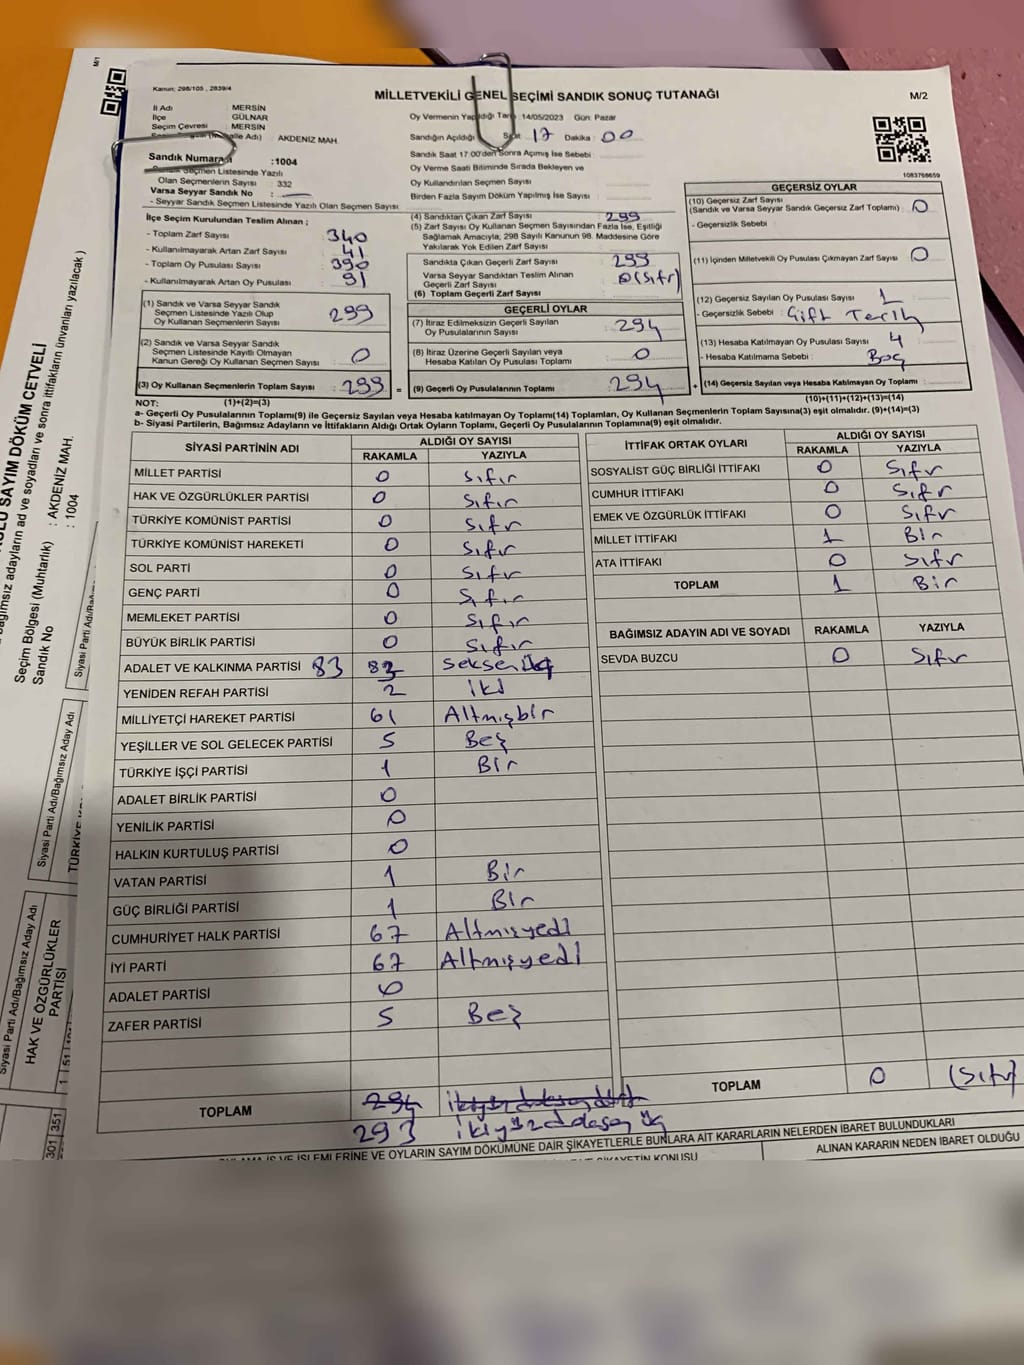 M/1
Kanun; 298/105 , 2839/4
MİLLETVEKİLİ GENEL SEÇİMİ SANDIK SONUÇ TUTANAĞI
M/2
İl Adı : MERSİN
İlçe : GÜLNAR
Seçim Çevresi : MERSİN
AKDENİZ MAH.
Sandık Numarası :1004
Seçmen Listesinde Yazılı
Olan Seçmenlerin Sayısı : 332
Varsa Seyyar Sandık No :
- Seyyar Sandık Seçmen Listesinde Yazılı Olan Seçmen Sayısı:
Oy Vermenin Yapıldığı Tarih :14/05/2023 Gün: Pazar
Sandığın Açıldığı Saat : 17 Dakika : 00
Sandık Saat 17:00'den Sonra Açmış İse Sebebi :
Oy Verme Saati Bitiminde Sırada Bekleyen ve
Oy Kullandırılan Seçmen Sayısı :
Birden Fazla Sayım Döküm Yapılmış İse Sayısı :
1083768659
İlçe Seçim Kurulundan Teslim Alınan ;
- Toplam Zarf Sayısı : 340
- Kullanılmayarak Artan Zarf Sayısı : 41
- Toplam Oy Pusulası Sayısı : 390
- Kullanılmayarak Artan Oy Pusulası : 91
(4) Sandıktan Çıkan Zarf Sayısı : 299
(5) Zarf Sayısı Oy Kullanan Seçmen Sayısından Fazla İse, Eşitliği
Sağlamak Amacıyla, 298 Sayılı Kanunun 98. Maddesine Göre
Yakılarak Yok Edilen Zarf Sayısı
Sandıkta Çıkan Geçerli Zarf Sayısı : 299
Varsa Seyyar Sandıktan Teslim Alınan
Geçerli Zarf Sayısı : 0(sıfır)
(6) Toplam Geçerli Zarf Sayısı :
GEÇERSİZ OYLAR
(10) Geçersiz Zarf Sayısı : 0
(Sandık ve Varsa Seyyar Sandık Geçersiz Zarf Toplamı)
- Geçersizlik Sebebi :
(11) İçinden Milletvekili Oy Pusulası Çıkmayan Zarf Sayısı : 0
(12) Geçersiz Sayılan Oy Pusulası Sayısı : 1
- Geçersizlik Sebebi : Çift Tercih
(13) Hesaba Katılmayan Oy Pusulası Sayısı : 4
- Hesaba Katılmama Sebebi : Boş
(14) Geçersiz Sayılan veya Hesaba Katılmayan Oy Toplamı :
(10)+(11)+(12)+(13)=(14)
(1) Sandık ve Varsa Seyyar Sandık
Seçmen Listesinde Yazılı Olup
Oy Kullanan Seçmenlerin Sayısı : 299
(2) Sandık ve Varsa Seyyar Sandık
Seçmen Listesinde Kayıtlı Olmayan
Kanun Gereği Oy Kullanan Seçmen Sayısı : 0
(3) Oy Kullanan Seçmenlerin Toplam Sayısı : 299 =
GEÇERLİ OYLAR
(7) İtiraz Edilmeksizin Geçerli Sayılan
Oy Pusulalarının Sayısı : 294
(8) İtiraz Üzerine Geçerli Sayılan veya
Hesaba Katılan Oy Pusulası Toplamı : 0
(9) Geçerli Oy Pusulalarının Toplamı : 294 +
NOT: (1)+(2)=(3)
a- Geçerli Oy Pusulalarının Toplamı(9) ile Geçersiz Sayılan veya Hesaba katılmayan Oy Toplam(14) Toplamları, Oy Kullanan Seçmenlerin Toplam Sayısına(3) eşit olmalıdır. (9)+(14)=(3)
b- Siyasi Partilerin, Bağımsız Adayların ve İttifakların Aldığı Ortak Oyların Toplamı, Geçerli Oy Pusulalarının Toplamına(9) eşit olmalıdır.
SİYASİ PARTİNİN ADI ALDIĞI OY SAYISI
RAKAMLA YAZIYLA
MİLLET PARTİSİ 0 Sıfır
HAK VE ÖZGÜRLÜKLER PARTİSİ 0 Sıfır
TÜRKİYE KOMÜNİST PARTİSİ 0 Sıfır
TÜRKİYE KOMÜNİST HAREKETİ 0 Sıfır
SOL PARTİ 0 Sıfır
GENÇ PARTİ 0 Sıfır
MEMLEKET PARTİSİ 0 Sıfır
BÜYÜK BİRLİK PARTİSİ 0 Sıfır
ADALET VE KALKINMA PARTİSİ 83 83 Seksenüç
YENİDEN REFAH PARTİSİ 2 İki
MİLLİYETÇİ HAREKET PARTİSİ 61 Altmışbir
YEŞİLLER VE SOL GELECEK PARTİSİ 5 Beş
TÜRKİYE İŞÇİ PARTİSİ 1 Bir
ADALET BİRLİK PARTİSİ 0
YENİLİK PARTİSİ 0
HALKIN KURTULUŞ PARTİSİ 0
VATAN PARTİSİ 1 Bir
GÜÇ BİRLİĞİ PARTİSİ 1 Bir
CUMHURİYET HALK PARTİSİ 67 Altmışyedi
İYİ PARTİ 67 Altmışyedi
ADALET PARTİSİ 0
ZAFER PARTİSİ 5 Beş
TOPLAM 294
293 ikiyüzdoksanüç
İTTİFAK ORTAK OYLARI ALDIĞI OY SAYISI
RAKAMLA YAZIYLA
SOSYALİST GÜÇ BİRLİĞİ İTTİFAKI 0 Sıfır
CUMHUR İTTİFAKI 0 Sıfır
EMEK VE ÖZGÜRLÜK İTTİFAKI 0 Sıfır
MİLLET İTTİFAKI 1 Bir
ATA İTTİFAKI 0 Sıfır
TOPLAM 1 Bir
BAĞIMSIZ ADAYIN ADI VE SOYADI RAKAMLA YAZIYLA
SEVDA BUZCU 0 Sıfır
TOPLAM 0 (Sıfır)
VE İŞLEMLERİNE VE OYLARIN SAYIM DÖKÜMÜNE DAİR ŞİKAYETLERLE BUNLARA AİT KARARLARIN NELERDEN İBARET BULUNDUKLARI
ALINAN KARARIN NEDEN İBARET OLDUĞU
SAYIM DÖKÜM CETVELİ
bağımsız adayların ad ve soyadları ve sonra ittifakların ünvanları yazılacak )
Seçim Bölgesi (Muhtarlık) : AKDENİZ MAH.
Sandık No : 1004
Siyasi Parti Adı/Bağımsız Aday Adı
Siyasi Parti Adı/Bağımsız Aday Adı
HAK VE ÖZGÜRLÜKLER
PARTİSİ
1 51
301 351